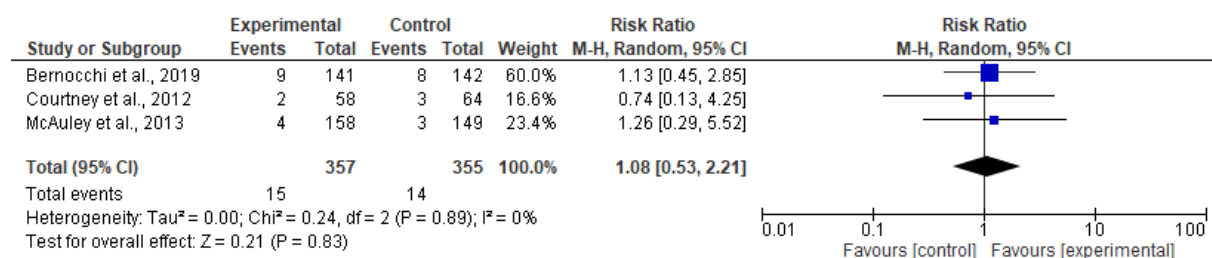 Experimental Control Risk Ratio Risk Ratio
Study or Subgroup Events Total Events Total Weight M-H, Random, 95% CI M-H, Random, 95% CI
Bernocchi et al., 2019 9 141 8 142 60.0% 1.13 [0.45, 2.85]
Courtney et al., 2012 2 58 3 64 16.6% 0.74 [0.13, 4.25]
McAuley et al., 2013 4 158 3 149 23.4% 1.26 [0.29, 5.52]
Total (95% CI) 357 355 100.0% 1.08 [0.53, 2.21]
Total events 15 14
Heterogeneity: Tau² = 0.00; Chi² = 0.24, df = 2 (P = 0.89); I² = 0%
Test for overall effect: Z = 0.21 (P = 0.83)
0.01 0.1 1 10 100
Favours [control] Favours [experimental]